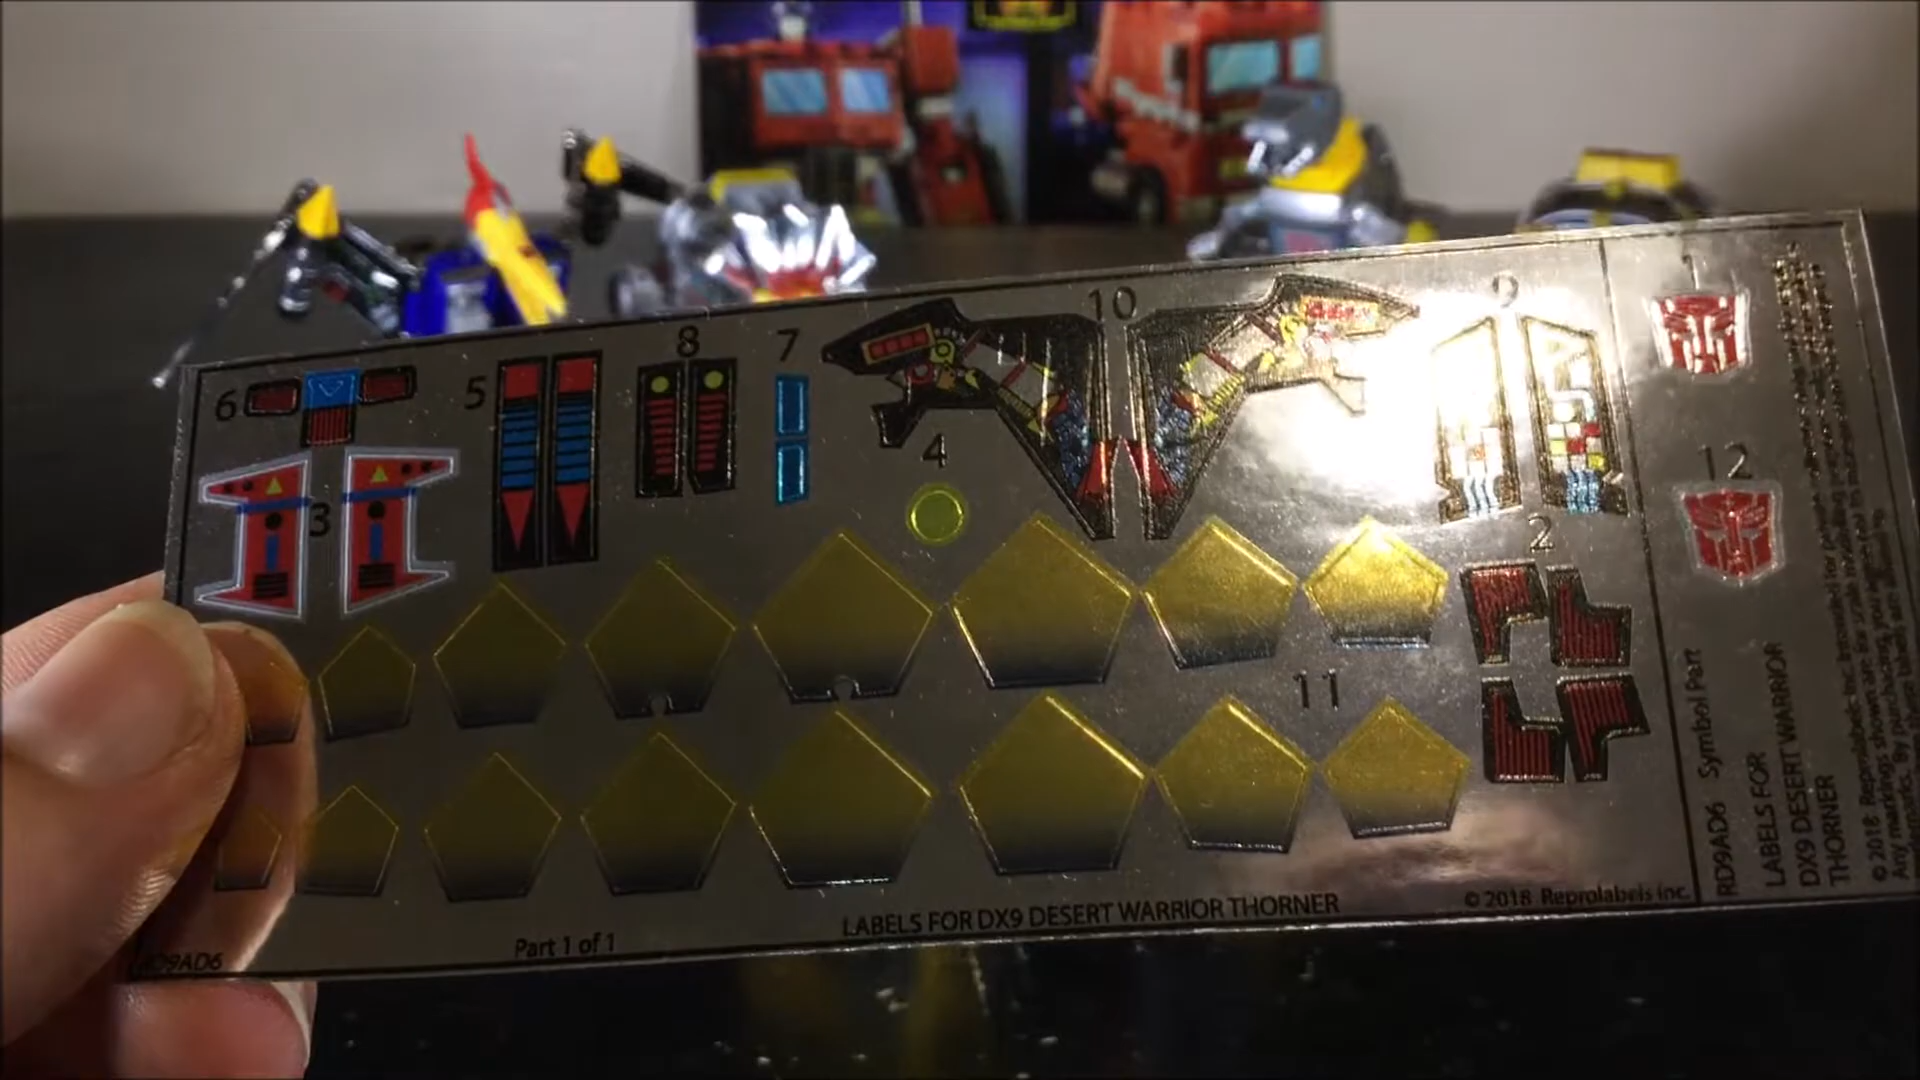 10
9
1
8
7
6
5
4
3
12
2
11
LABELS FOR DX9 DESERT WARRIOR THORNER
© 2018 Reprolabels Inc.
Part 1 of 1
RD9AD6 Symbol Part
LABELS FOR
DX9 DESERT WARRIOR
THORNER
© 2018 Reprolabels Inc.